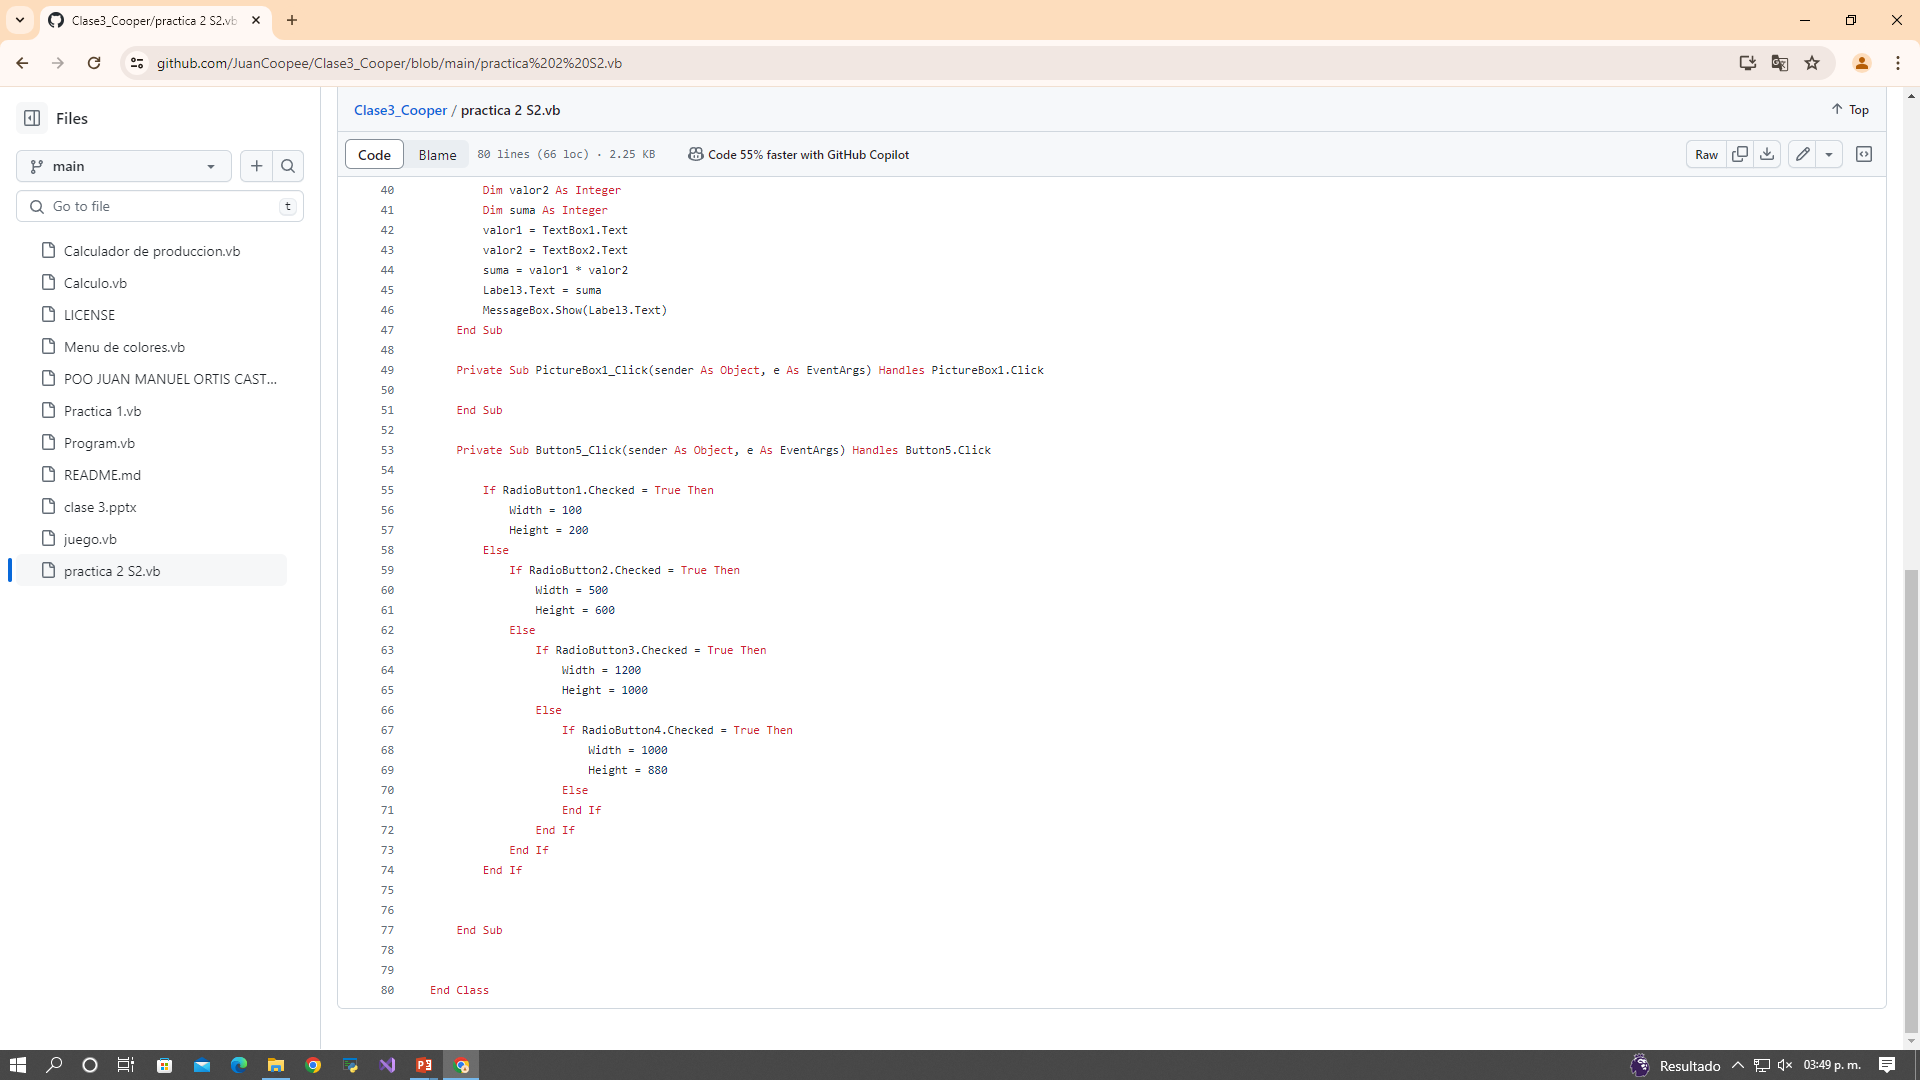 Clase3_Cooper/practica 2 S2.vb
github.com/JuanCoopee/Clase3_Cooper/blob/main/practica%202%20S2.vb
Files
main
Go to file
t
Calculador de produccion.vb
Calculo.vb
LICENSE
Menu de colores.vb
POO JUAN MANUEL ORTIS CAST...
Practica 1.vb
Program.vb
README.md
clase 3.pptx
juego.vb
practica 2 S2.vb
Clase3_Cooper / practica 2 S2.vb
Top
Code
Blame
80 lines (66 loc) · 2.25 KB
Code 55% faster with GitHub Copilot
Raw
40 Dim valor2 As Integer
41 Dim suma As Integer
42 valor1 = TextBox1.Text
43 valor2 = TextBox2.Text
44 suma = valor1 * valor2
45 Label3.Text = suma
46 MessageBox.Show(Label3.Text)
47 End Sub
48
49 Private Sub PictureBox1_Click(sender As Object, e As EventArgs) Handles PictureBox1.Click
50
51 End Sub
52
53 Private Sub Button5_Click(sender As Object, e As EventArgs) Handles Button5.Click
54
55 If RadioButton1.Checked = True Then
56 Width = 100
57 Height = 200
58 Else
59 If RadioButton2.Checked = True Then
60 Width = 500
61 Height = 600
62 Else
63 If RadioButton3.Checked = True Then
64 Width = 1200
65 Height = 1000
66 Else
67 If RadioButton4.Checked = True Then
68 Width = 1000
69 Height = 880
70 Else
71 End If
72 End If
73 End If
74 End If
75
76
77 End Sub
78
79
80 End Class
Resultado
03:49 p. m.